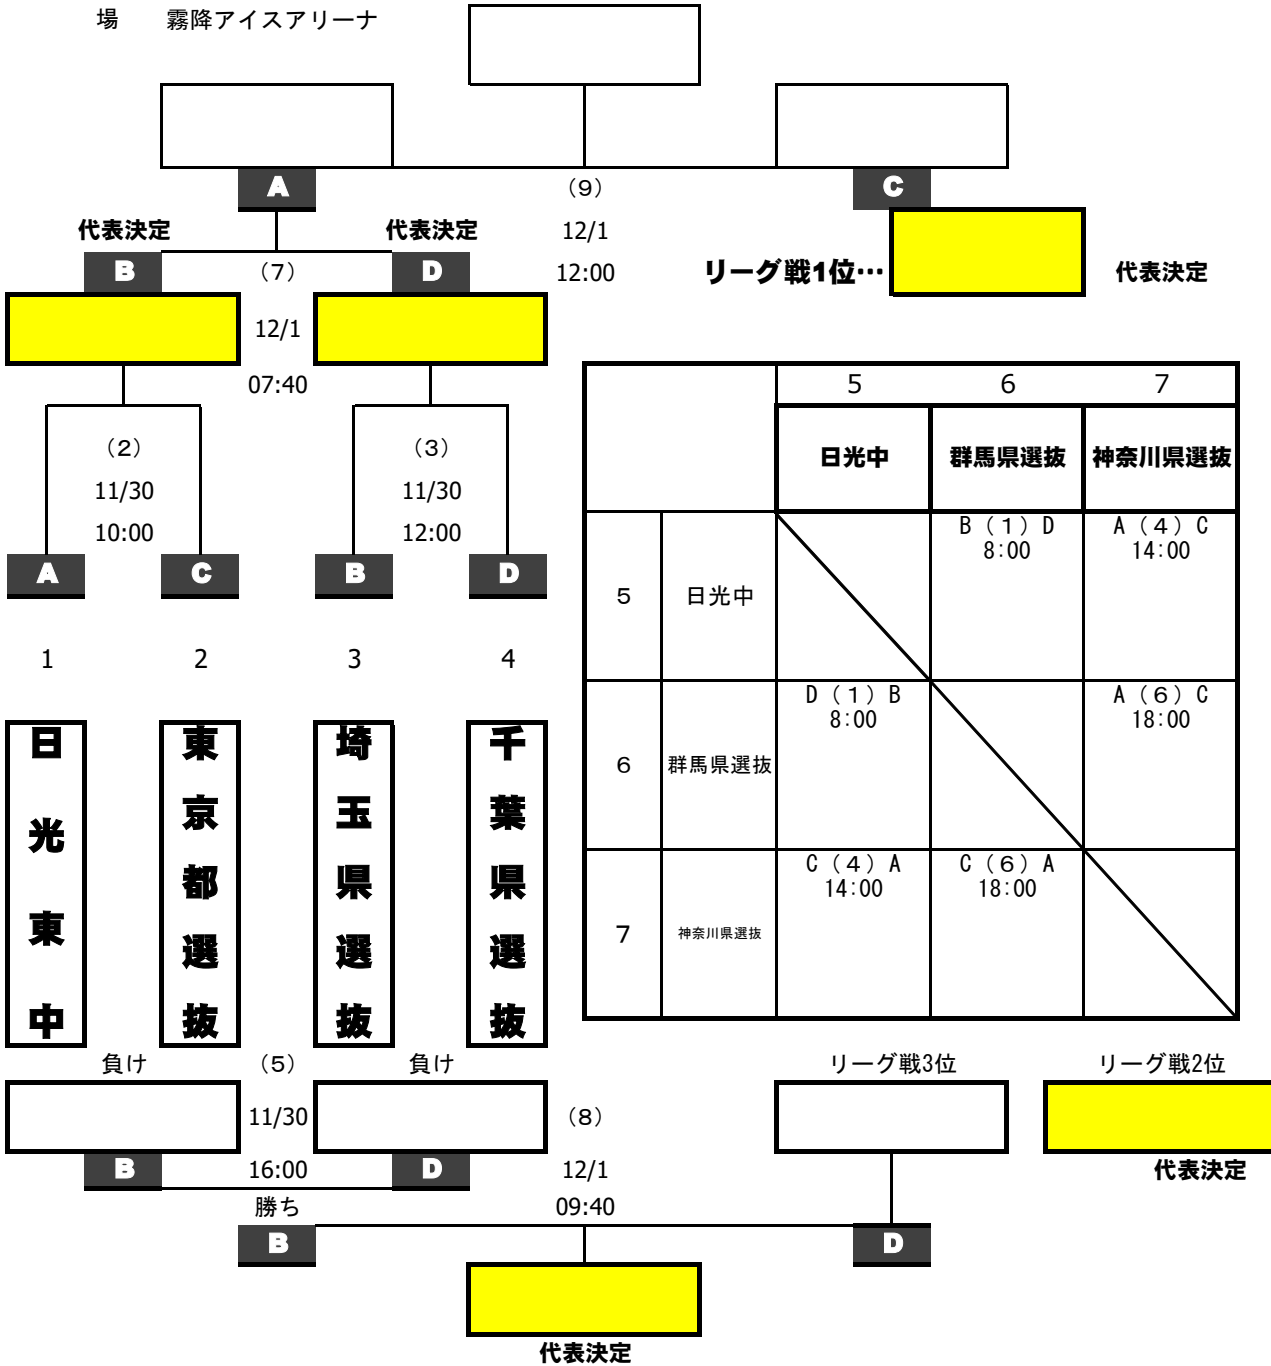 場 霧降アイスアリーナ
A (9) C
代表決定 代表決定 12/1
B (7) D 12:00 リーグ戦1位… 代表決定
12/1
07:40
5 6 7
日光中 群馬県選抜 神奈川県選抜
(2) (3)
11/30 11/30
10:00 12:00
A C B D
B(1)D A(4)C
8:00 14:00
5 日光中
1 2 3 4
D(1)B A(6)C
8:00 18:00
6 群馬県選抜
C(4)A C(6)A
14:00 18:00
7 神奈川県選抜
日光東中
東京都選抜
埼玉県選抜
千葉県選抜
負け (5) 負け リーグ戦3位 リーグ戦2位
11/30 (8)
B 16:00 D 12/1 代表決定
勝ち 09:40
B D
代表決定